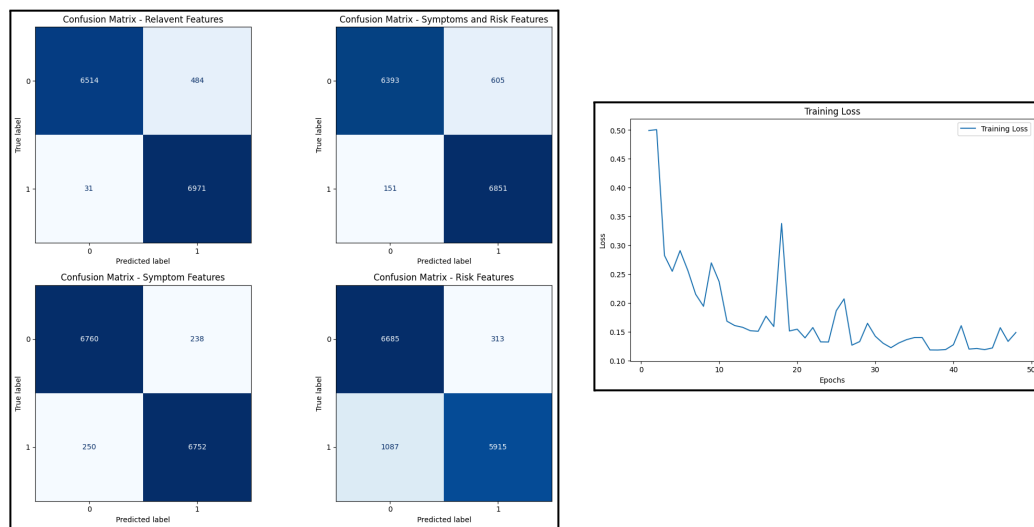 Confusion Matrix - Relavent Features
0
6514
484
True label
1
31
6971
0
1
Predicted label
Confusion Matrix - Symptoms and Risk Features
0
6393
605
True label
1
151
6851
0
1
Predicted label
Confusion Matrix - Symptom Features
0
6760
238
True label
1
250
6752
0
1
Predicted label
Confusion Matrix - Risk Features
0
6685
313
True label
1
1087
5915
0
1
Predicted label
Training Loss
Training Loss
0.50
0.45
0.40
0.35
0.30
0.25
0.20
0.15
0.10
Loss
0
10
20
30
40
50
Epochs